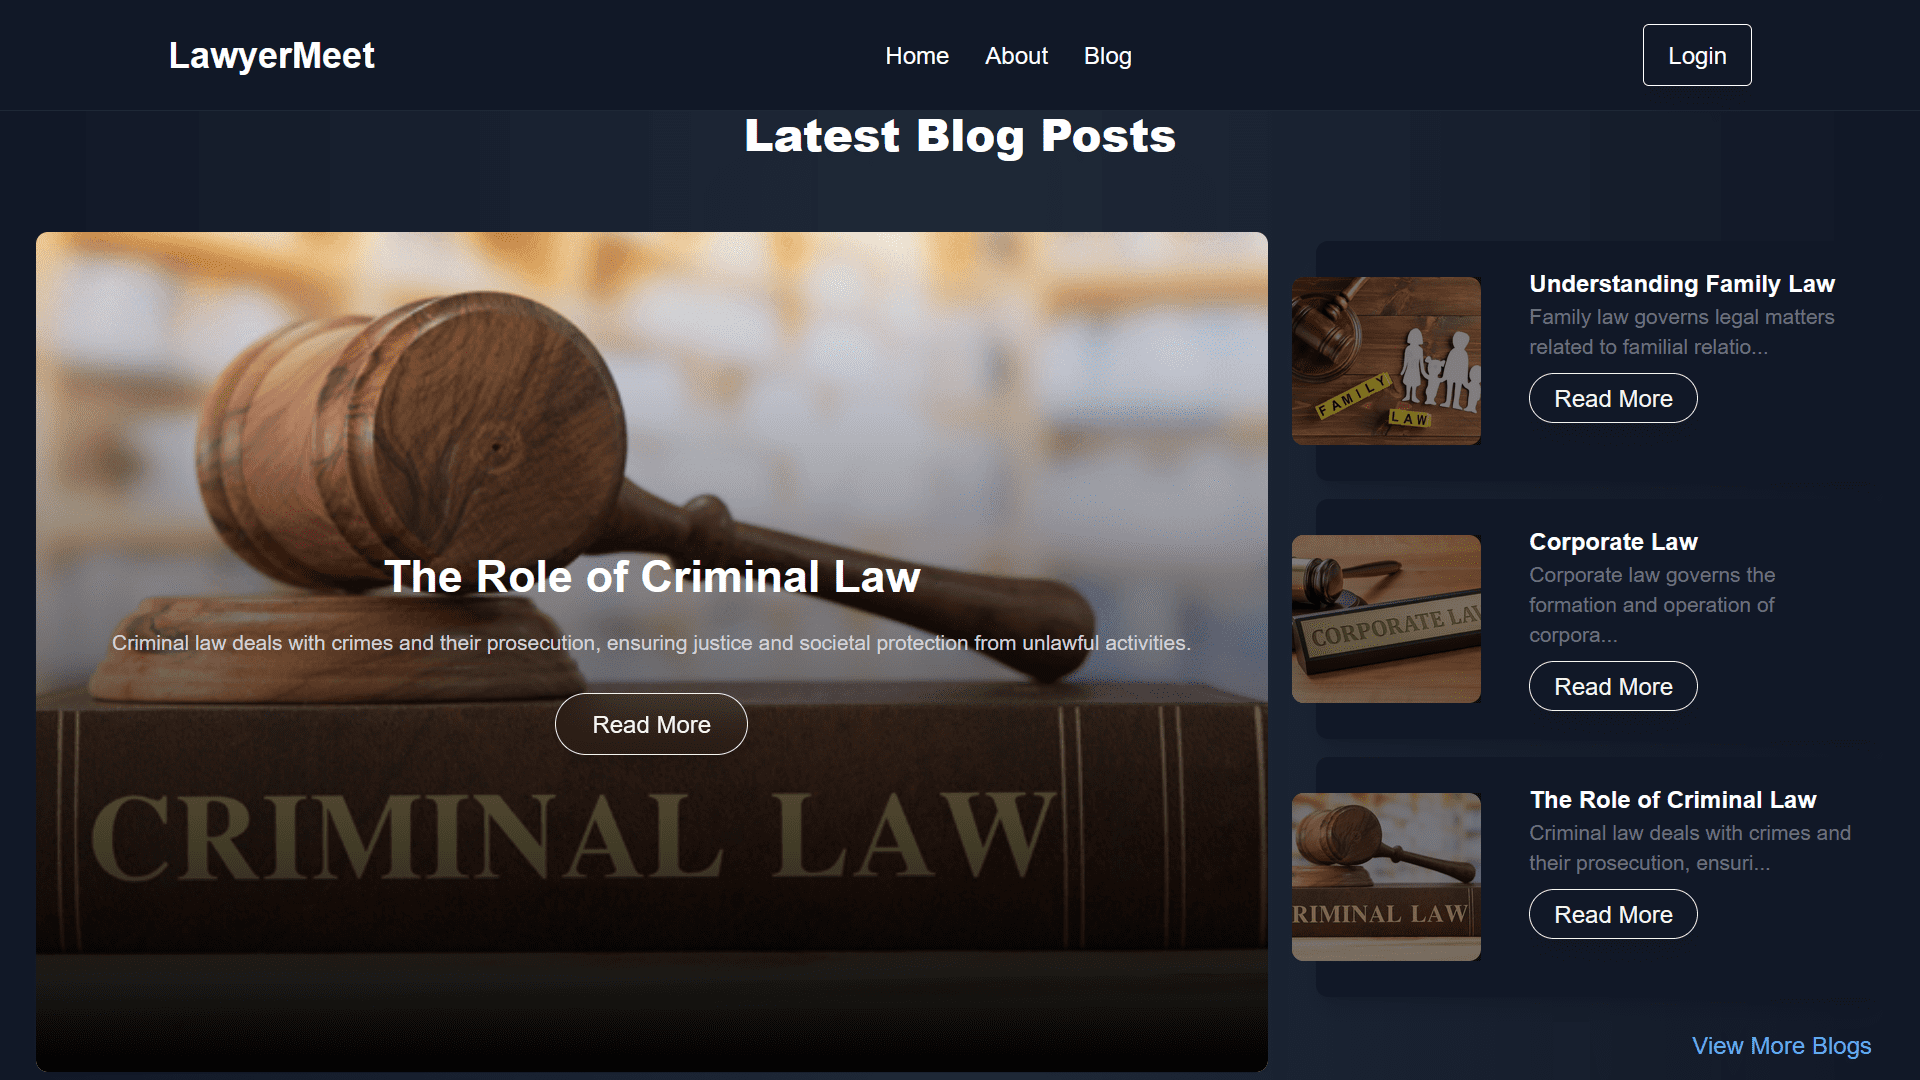 LawyerMeet
Home About Blog
Login
Latest Blog Posts
The Role of Criminal Law
Criminal law deals with crimes and their prosecution, ensuring justice and societal protection from unlawful activities.
Read More
CRIMINAL LAW
FAMILY
LAW
Understanding Family Law
Family law governs legal matters
related to familial relatio...
Read More
CORPORATE LAW
Corporate Law
Corporate law governs the
formation and operation of
corpora...
Read More
RIMINAL LAW
The Role of Criminal Law
Criminal law deals with crimes and
their prosecution, ensuri...
Read More
View More Blogs